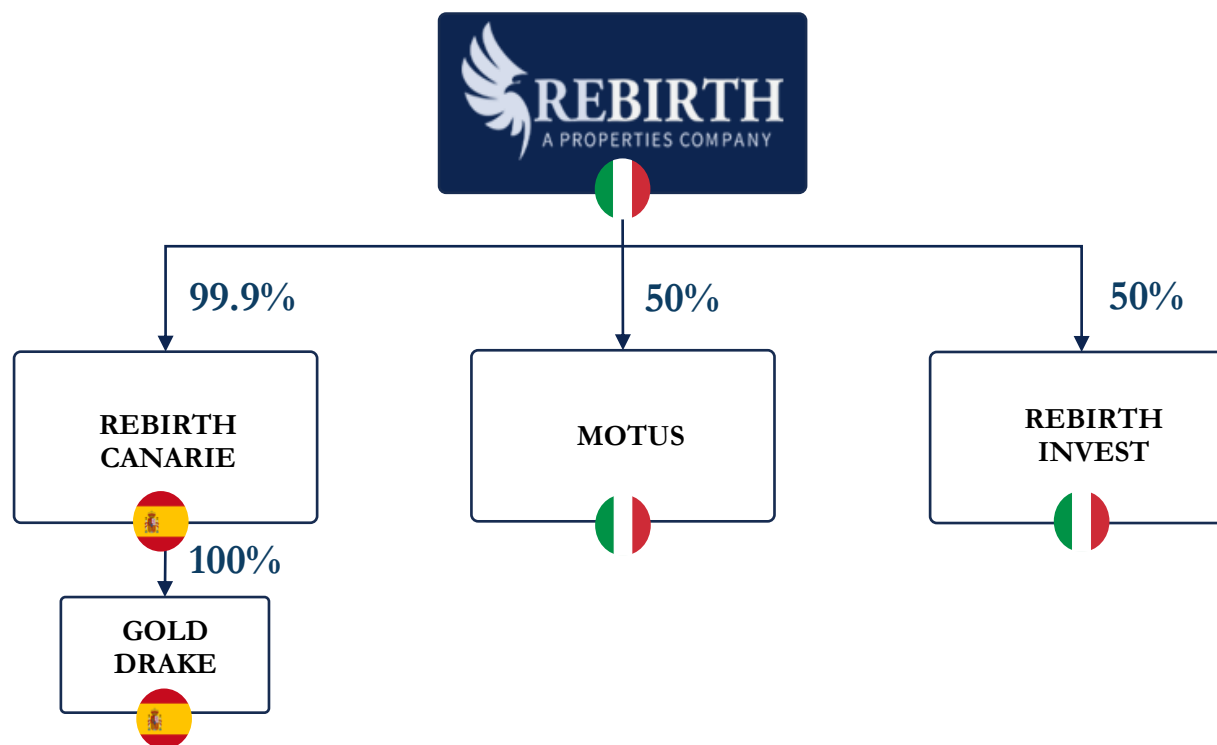 REBIRTH
A PROPERTIES COMPANY
99.9%
50%
50%
REBIRTH
CANARIE
MOTUS
REBIRTH
INVEST
100%
GOLD
DRAKE